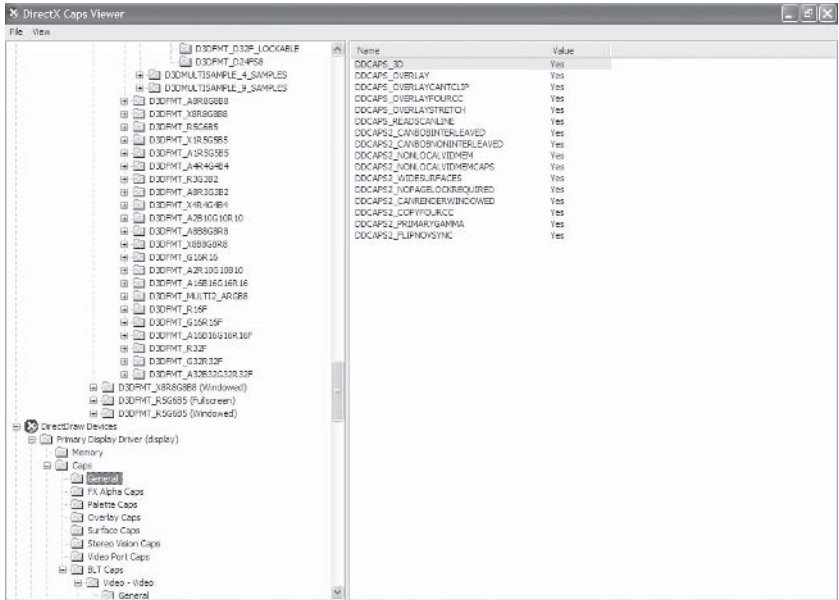 DirectX Caps Viewer
File View
D3DFMT_D32F_LOCKABLE
D3DFMT_D24FS8
D3DMULTISAMPLE_4_SAMPLES
D3DMULTISAMPLE_9_SAMPLES
D3DFMT_A8R8G8B8
D3DFMT_X8R8G8B8
D3DFMT_R5G6B5
D3DFMT_X1R5G5B5
D3DFMT_A1R5G5B5
D3DFMT_A4R4G4B4
D3DFMT_R3G3B2
D3DFMT_A8R3G3B2
D3DFMT_X4R4G4B4
D3DFMT_A2B10G10R10
D3DFMT_A8B8G8R8
D3DFMT_X8B8G8R8
D3DFMT_G16R16
D3DFMT_A2R10G10B10
D3DFMT_A16B16G16R16
D3DFMT_MULTI2_ARGB8
D3DFMT_R16F
D3DFMT_G16R16F
D3DFMT_A16B16G16R16F
D3DFMT_R32F
D3DFMT_G32R32F
D3DFMT_A32B32G32R32F
D3DFMT_X8R8G8B8 (Windowed)
D3DFMT_R5G6B5 (Fullscreen)
D3DFMT_R5G6B5 (Windowed)
DirectDraw Devices
Primary Display Driver (display)
Memory
Caps
General
FX Alpha Caps
Palette Caps
Overlay Caps
Surface Caps
Stereo Vision Caps
Video Port Caps
BLT Caps
Video - Video
General
Name Value
DDCAPS_3D Yes
DDCAPS_OVERLAY Yes
DDCAPS_OVERLAYCANTCLIP Yes
DDCAPS_OVERLAYFOURCC Yes
DDCAPS_OVERLAYSTRETCH Yes
DDCAPS_READSCANLINE Yes
DDCAPS2_CANBOBINTERLEAVED Yes
DDCAPS2_CANBOBNONINTERLEAVED Yes
DDCAPS2_NONLOCALVIDMEM Yes
DDCAPS2_NONLOCALVIDMEMCAPS Yes
DDCAPS2_WIDESURFACES Yes
DDCAPS2_NOPAGELOCKREQUIRED Yes
DDCAPS2_CANRENDERWINDOWED Yes
DDCAPS2_COPYFOURCC Yes
DDCAPS2_PRIMARYGAMMA Yes
DDCAPS2_FLIPNOVSYNC Yes